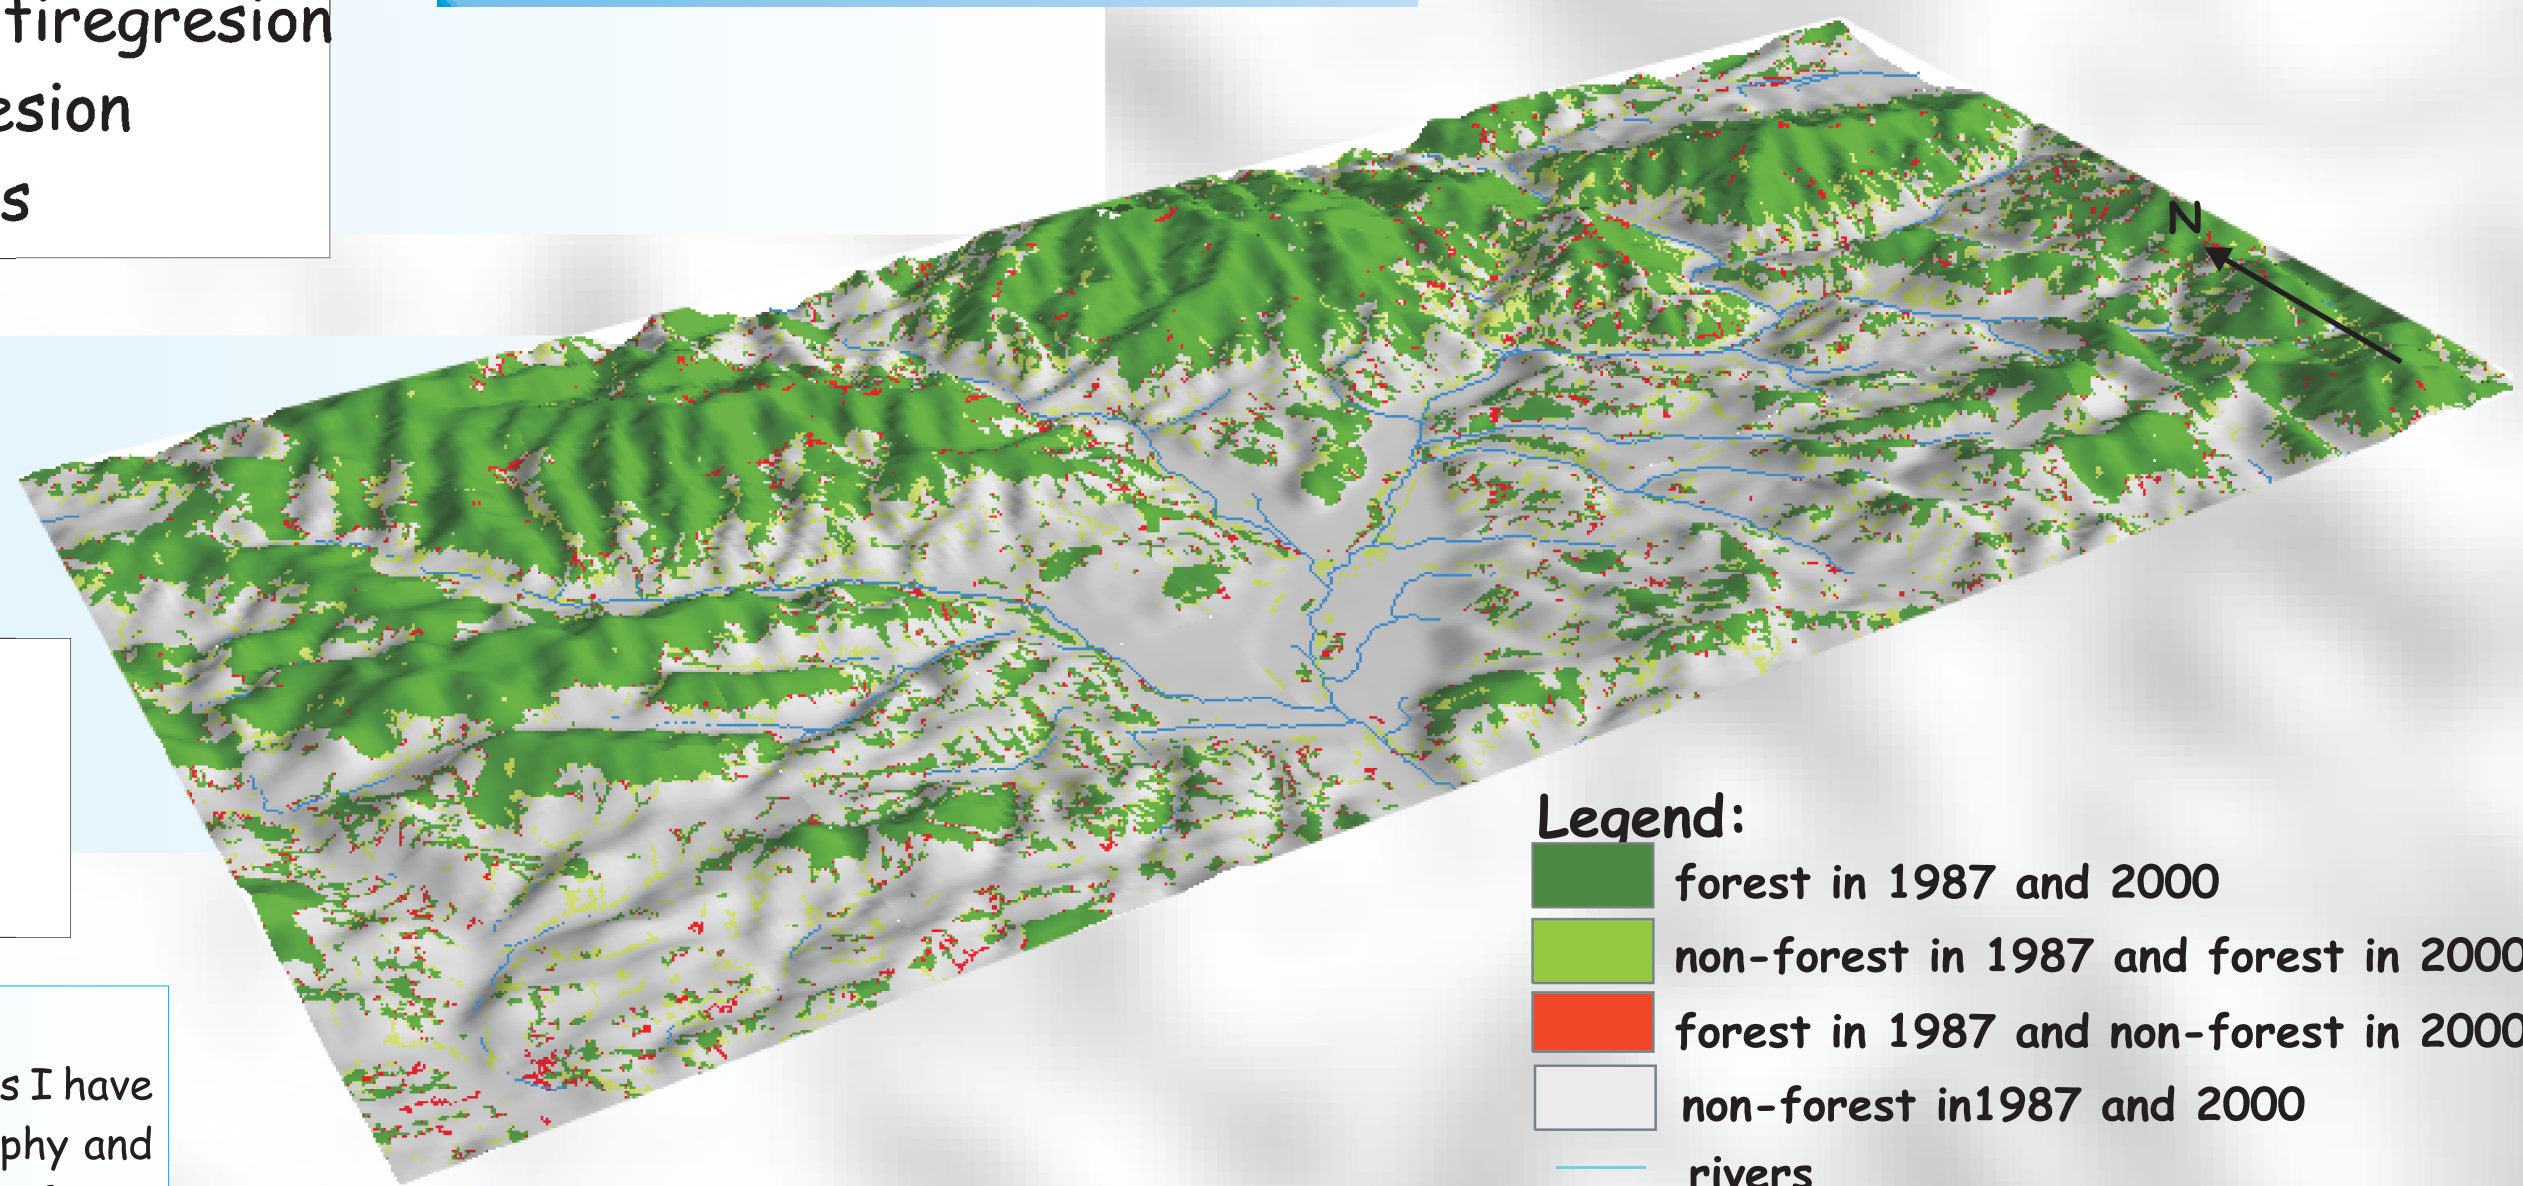 tiregresion
esion
s
N
s I have
phy and
Legend:
forest in 1987 and 2000
non-forest in 1987 and forest in 2000
forest in 1987 and non-forest in 2000
non-forest in1987 and 2000
rivers